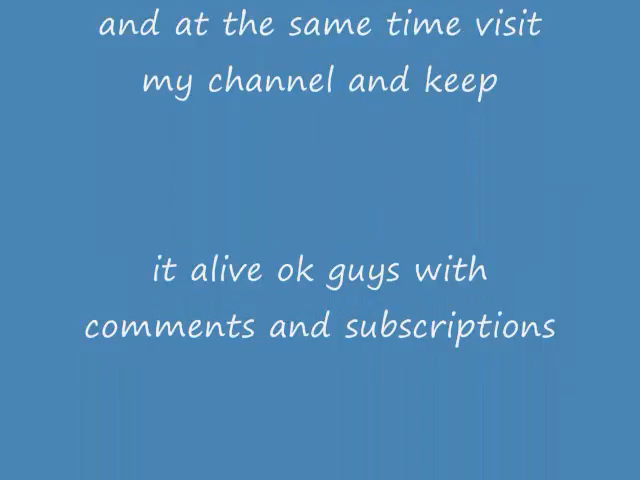 and at the same time visit
my channel and keep
it alive ok guys with
comments and subscriptions